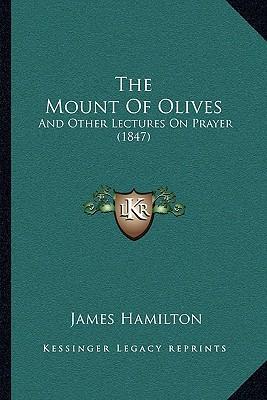 The
Mount Of Olives
And Other Lectures On Prayer
(1847)
LKR
James Hamilton
Kessinger Legacy Reprints